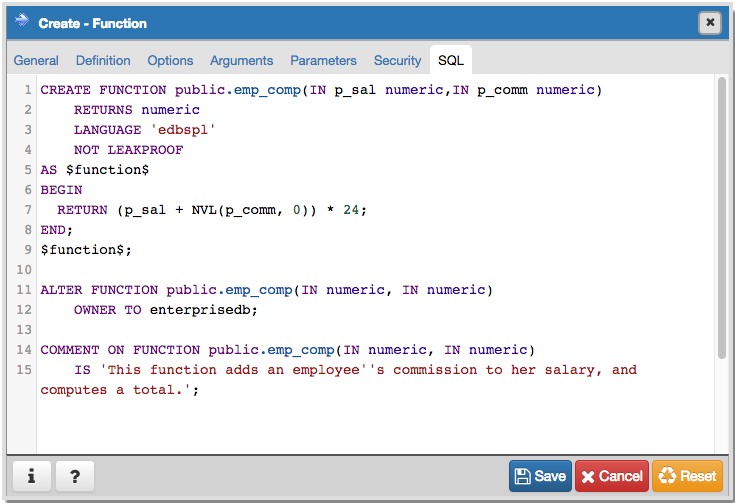 Create - Function
General Definition Options Arguments Parameters Security SQL
1 CREATE FUNCTION public.emp_comp(IN p_sal numeric,IN p_comm numeric)
2     RETURNS numeric
3     LANGUAGE 'edbspl'
4     NOT LEAKPROOF
5 AS $function$
6 BEGIN
7   RETURN (p_sal + NVL(p_comm, 0)) * 24;
8 END;
9 $function$;
10
11 ALTER FUNCTION public.emp_comp(IN numeric, IN numeric)
12     OWNER TO enterprisedb;
13
14 COMMENT ON FUNCTION public.emp_comp(IN numeric, IN numeric)
15     IS 'This function adds an employee''s commission to her salary, and
computes a total.';
i ? Save Cancel Reset